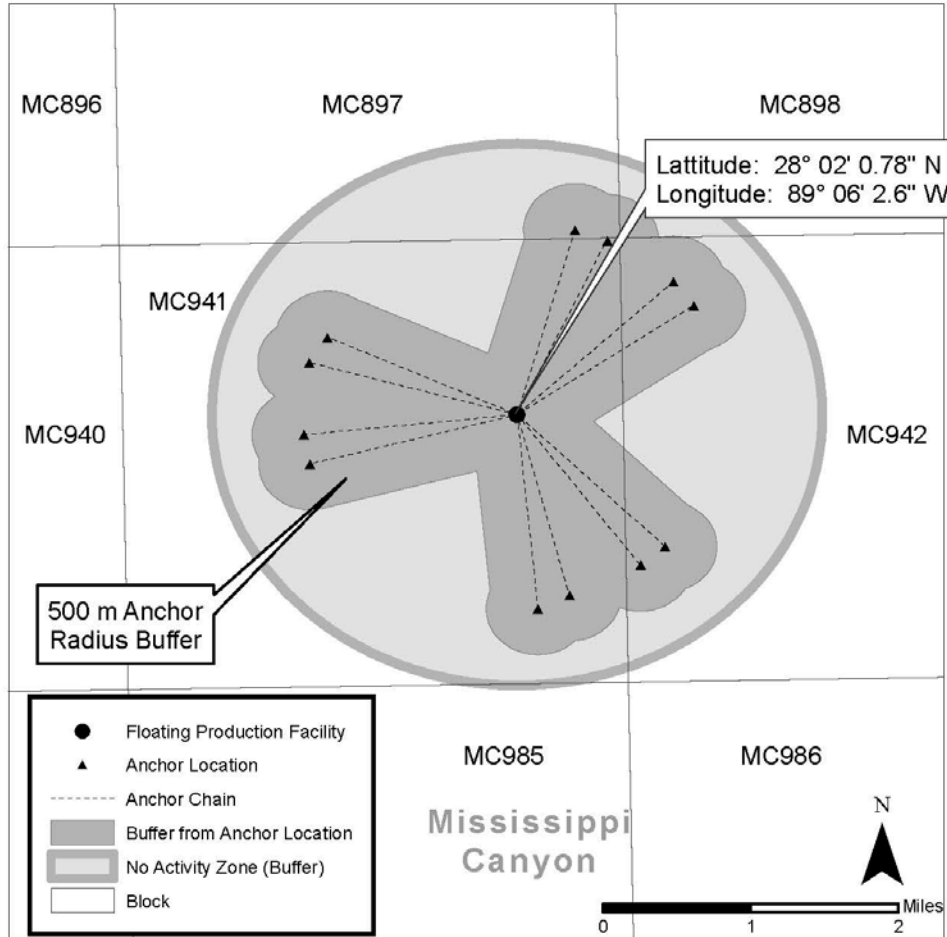 MC896
MC897
MC898
Lattitude: 28° 02' 0.78" N
Longitude: 89° 06' 2.6" W
MC941
MC940
MC942
500 m Anchor
Radius Buffer
Floating Production Facility
Anchor Location
Anchor Chain
Buffer from Anchor Location
No Activity Zone (Buffer)
Block
MC985
MC986
Mississippi
Canyon
N
Miles
0 1 2